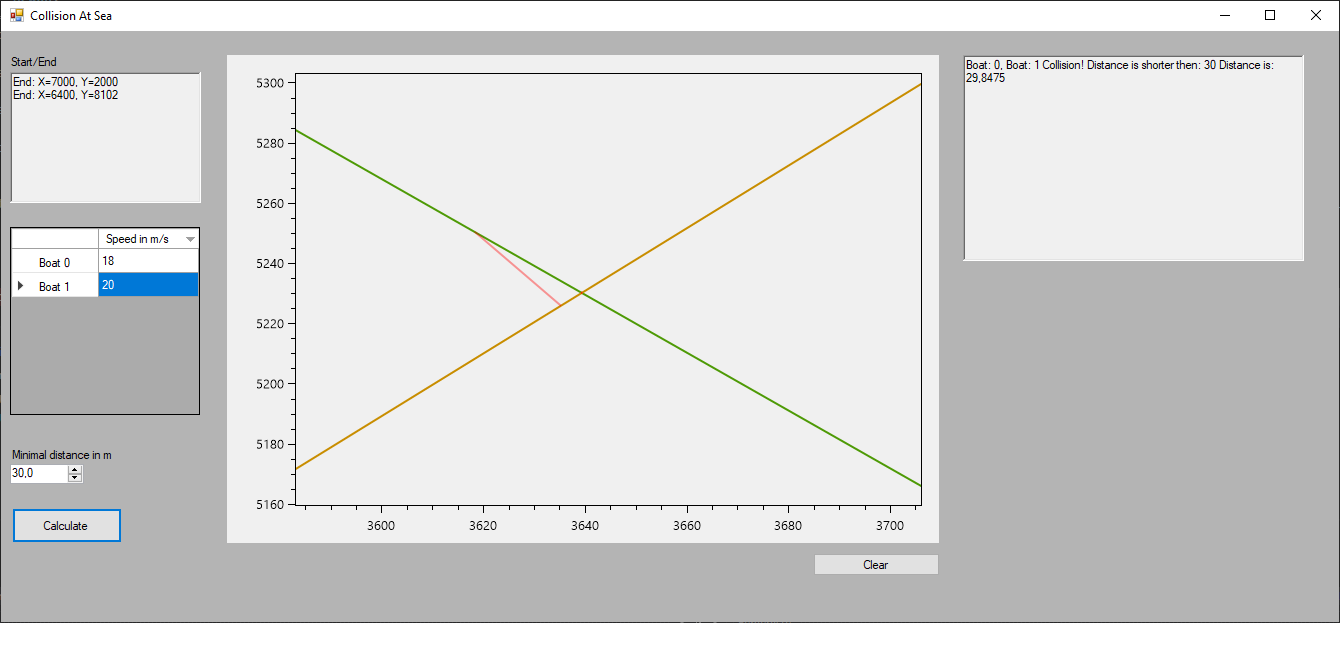 Collision At Sea
Start/End
End: X=7000, Y=2000
End: X=6400, Y=8102
Speed in m/s
Boat 0 18
Boat 1 20
Minimal distance in m
30,0
Calculate
5300
5280
5260
5240
5220
5200
5180
5160
3600 3620 3640 3660 3680 3700
Clear
Boat: 0, Boat: 1 Collision! Distance is shorter then: 30 Distance is:
29,8475